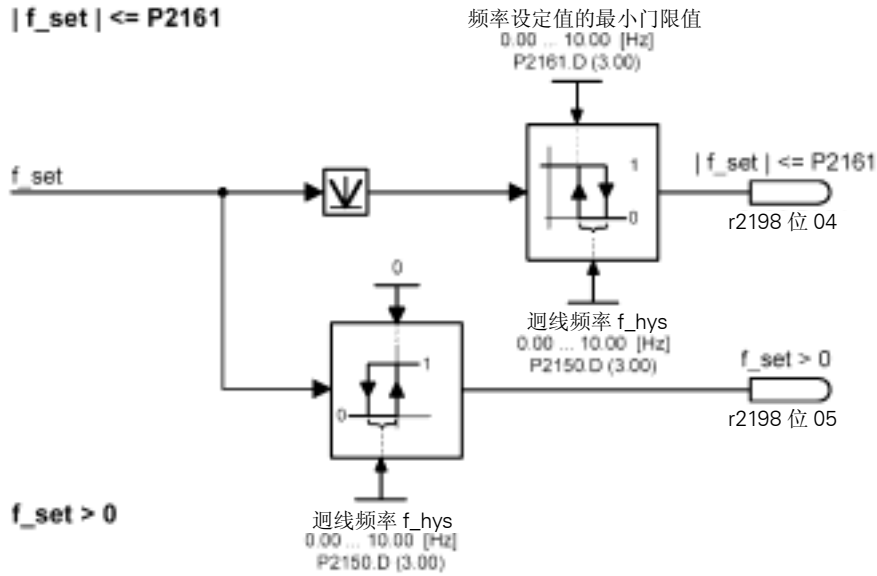 | f_set | <= P2161
频率设定值的最小门限值
0.00 ... 10.00 [Hz]
P2161.D (3.00)
f_set
1
0
| f_set | <= P2161
r2198 位 04
迥线频率 f_hys
0.00 ... 10.00 [Hz]
P2150.D (3.00)
0
1
0
f_set > 0
r2198 位 05
迥线频率 f_hys
0.00 ... 10.00 [Hz]
P2150.D (3.00)
f_set > 0